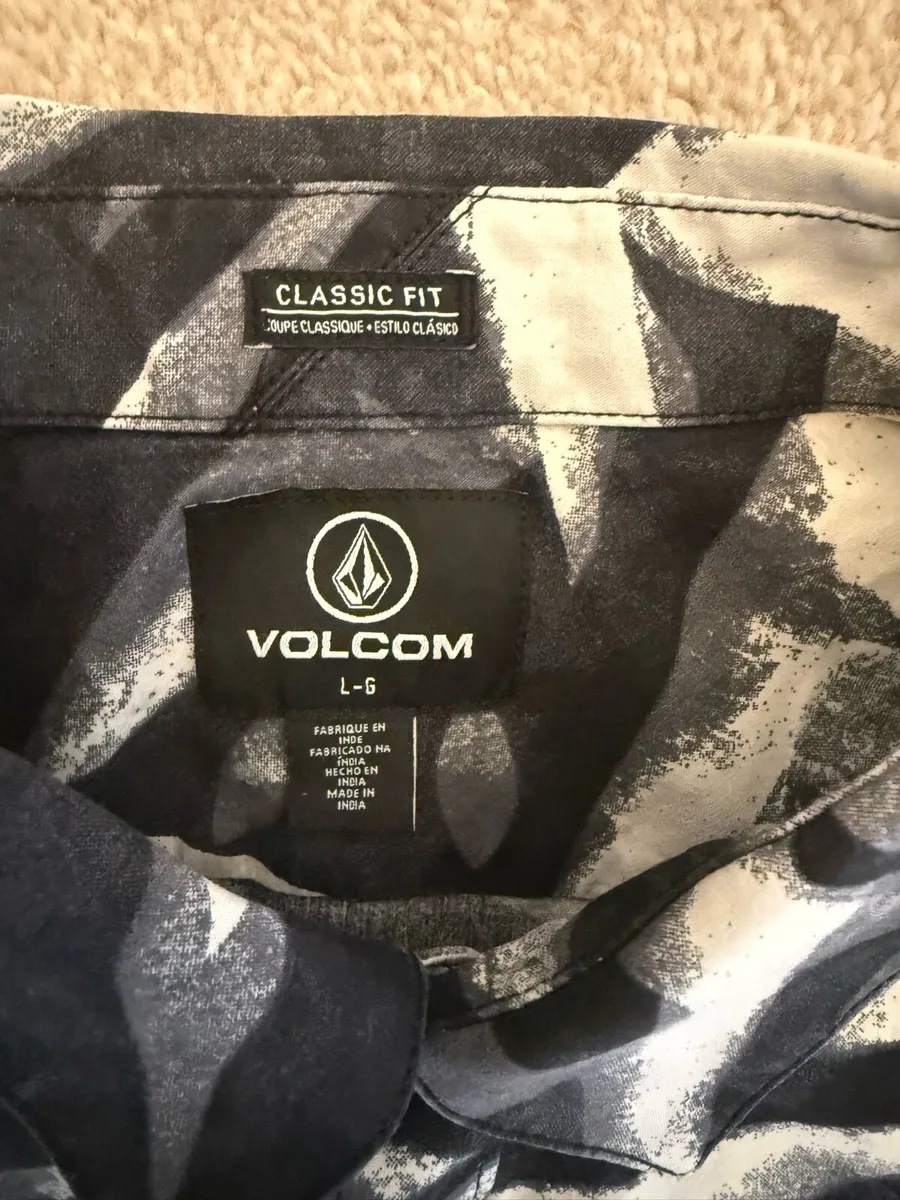 CLASSIC FIT
COUPE CLASSIQUE • ESTILO CLÁSICO
VOLCOM
L-G
FABRIQUE EN
INDE
FABRICADO NA
ÍNDIA
HECHO EN
INDIA
MADE IN
INDIA